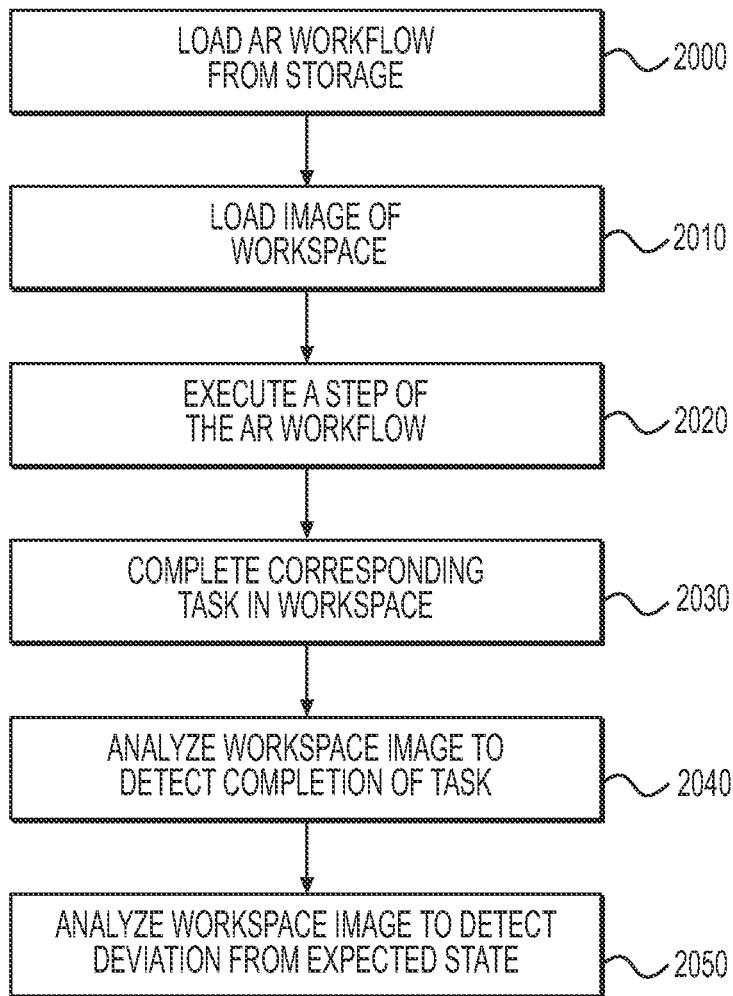 LOAD AR WORKFLOW
FROM STORAGE
2000
LOAD IMAGE OF
WORKSPACE
2010
EXECUTE A STEP OF
THE AR WORKFLOW
2020
COMPLETE CORRESPONDING
TASK IN WORKSPACE
2030
ANALYZE WORKSPACE IMAGE TO
DETECT COMPLETION OF TASK
2040
ANALYZE WORKSPACE IMAGE TO DETECT
DEVIATION FROM EXPECTED STATE
2050